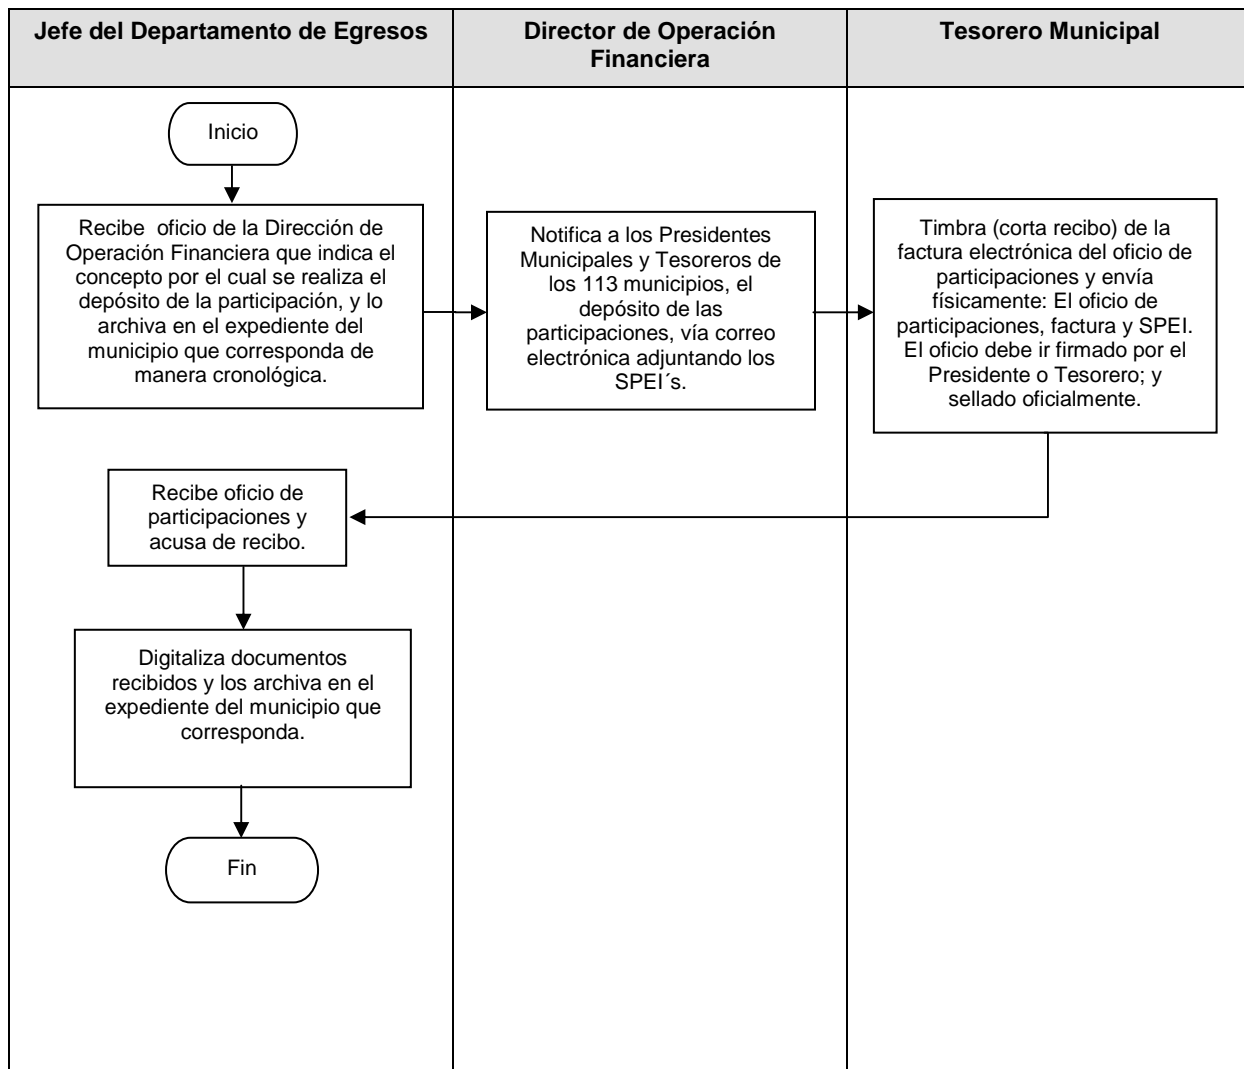 Jefe del Departamento de Egresos
Director de Operación
Financiera
Tesorero Municipal
Inicio
Recibe  oficio de la Dirección de
Operación Financiera que indica el
concepto por el cual se realiza el
depósito de la participación, y lo
archiva en el expediente del
municipio que corresponda de
manera cronológica.
Notifica a los Presidentes
Municipales y Tesoreros de
los 113 municipios, el
depósito de las
participaciones, vía correo
electrónica adjuntando los
SPEI´s.
Timbra (corta recibo) de la
factura electrónica del oficio de
participaciones y envía
físicamente: El oficio de
participaciones, factura y SPEI.
El oficio debe ir firmado por el
Presidente o Tesorero; y
sellado oficialmente.
Recibe oficio de
participaciones y
acusa de recibo.
Digitaliza documentos
recibidos y los archiva en el
expediente del municipio que
corresponda.
Fin